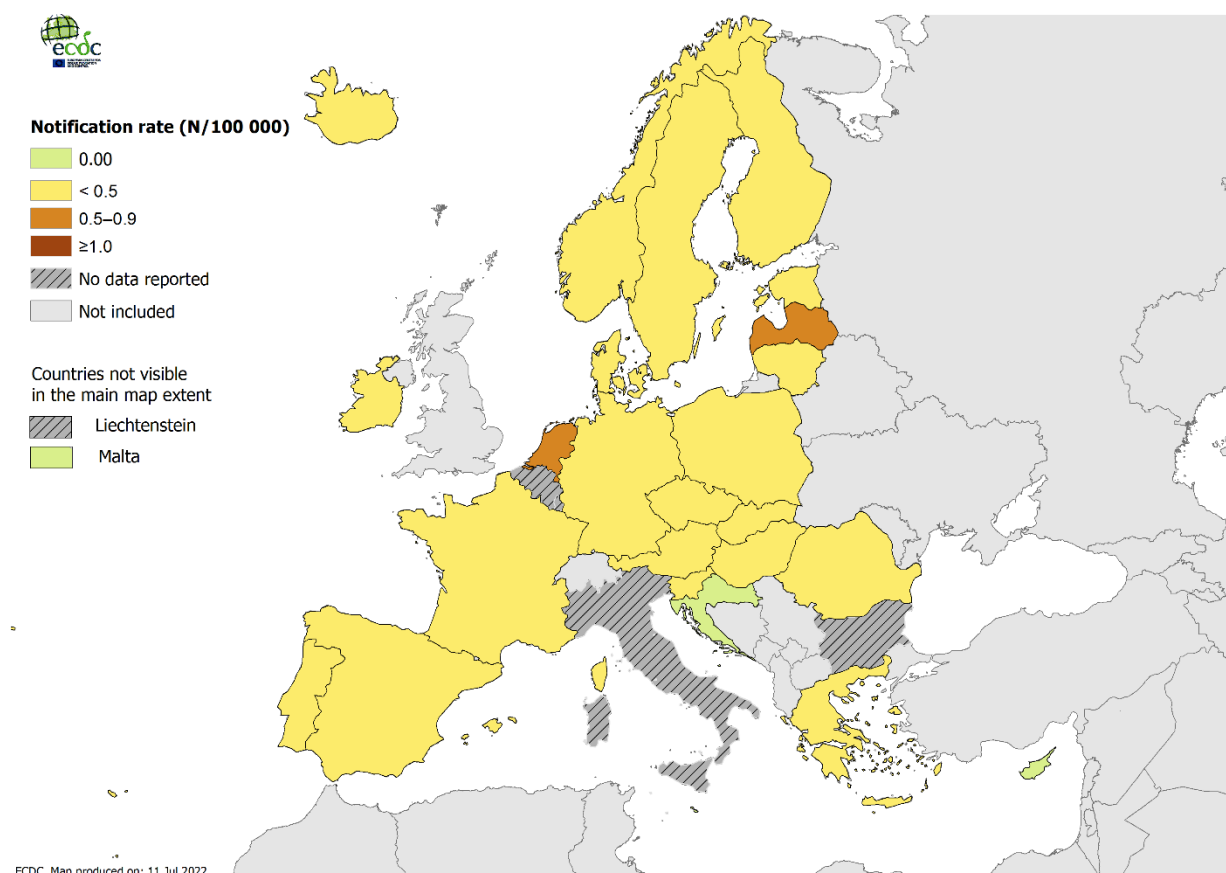 ecdc
Notification rate (N/100 000)
0.00
< 0.5
0.5–0.9
≥1.0
No data reported
Not included
Countries not visible
in the main map extent
Liechtenstein
Malta
ECDC. Map produced on: 11 Jul 2022